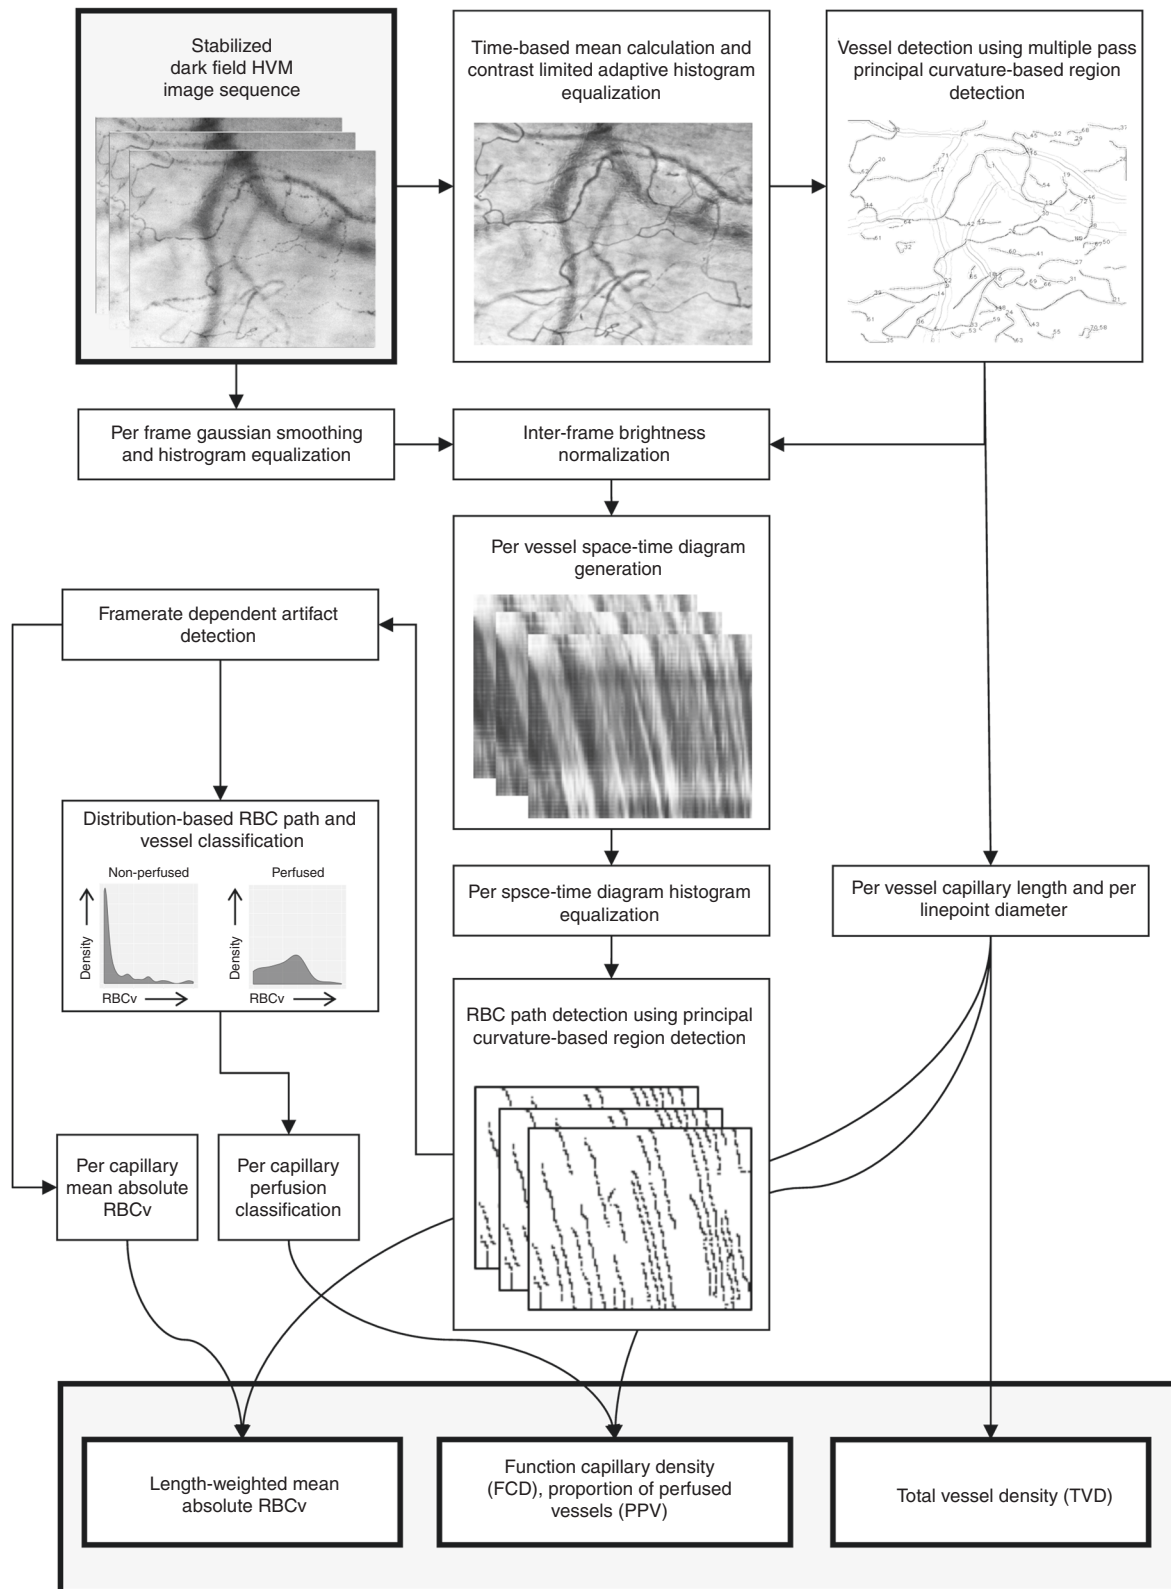 Stabilized
dark field HVM
image sequence
Time-based mean calculation and
contrast limited adaptive histogram
equalization
Vessel detection using multiple pass
principal curvature-based region
detection
Per frame gaussian smoothing
and histrogram equalization
Inter-frame brightness
normalization
Per vessel space-time diagram
generation
Framerate dependent artifact
detection
Distribution-based RBC path and
vessel classification
Non-perfused
Perfused
Density
RBCv
Density
RBCv
Per spsce-time diagram histogram
equalization
Per vessel capillary length and per
linepoint diameter
RBC path detection using principal
curvature-based region detection
Per capillary
mean absolute
RBCv
Per capillary
perfusion
classification
Length-weighted mean
absolute RBCv
Function capillary density
(FCD), proportion of perfused
vessels (PPV)
Total vessel density (TVD)